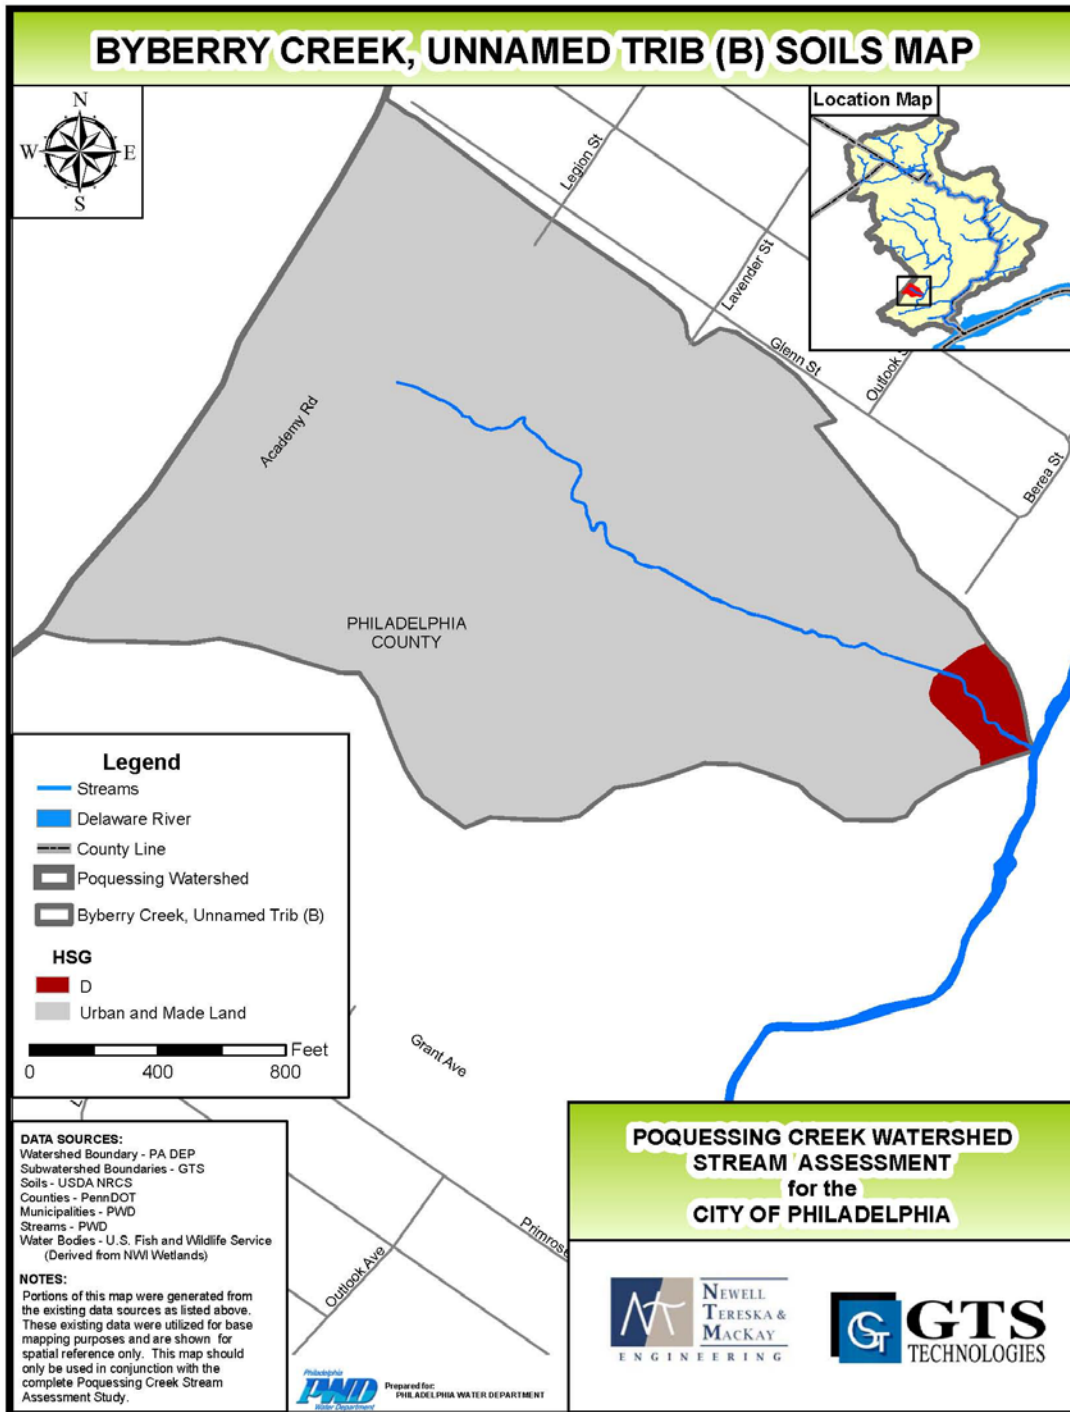 BYBERRY CREEK, UNNAMED TRIB (B) SOILS MAP
N
W
E
S
Location Map
Legion St
Lavender St
Glenn St
Outlook S
Berea St
Academy Rd
PHILADELPHIA
COUNTY
Legend
Streams
Delaware River
County Line
Poquessing Watershed
Byberry Creek, Unnamed Trib (B)
HSG
D
Urban and Made Land
Feet
0 400 800
Grant Ave
Primrose
Outlook Ave
DATA SOURCES:
Watershed Boundary - PA DEP
Subwatershed Boundaries - GTS
Soils - USDA NRCS
Counties - PennDOT
Municipalities - PWD
Streams - PWD
Water Bodies - U.S. Fish and Wildlife Service
(Derived from NWI Wetlands)
NOTES:
Portions of this map were generated from
the existing data sources as listed above.
These existing data were utilized for base
mapping purposes and are shown for
spatial reference only. This map should
only be used in conjunction with the
complete Poquessing Creek Stream
Assessment Study.
Philadelphia
PWD
Water Department
Prepared for:
PHILADELPHIA WATER DEPARTMENT
POQUESSING CREEK WATERSHED
STREAM ASSESSMENT
for the
CITY OF PHILADELPHIA
NEWELL
TERESKA &
MACKAY
ENGINEERING
GTS
TECHNOLOGIES